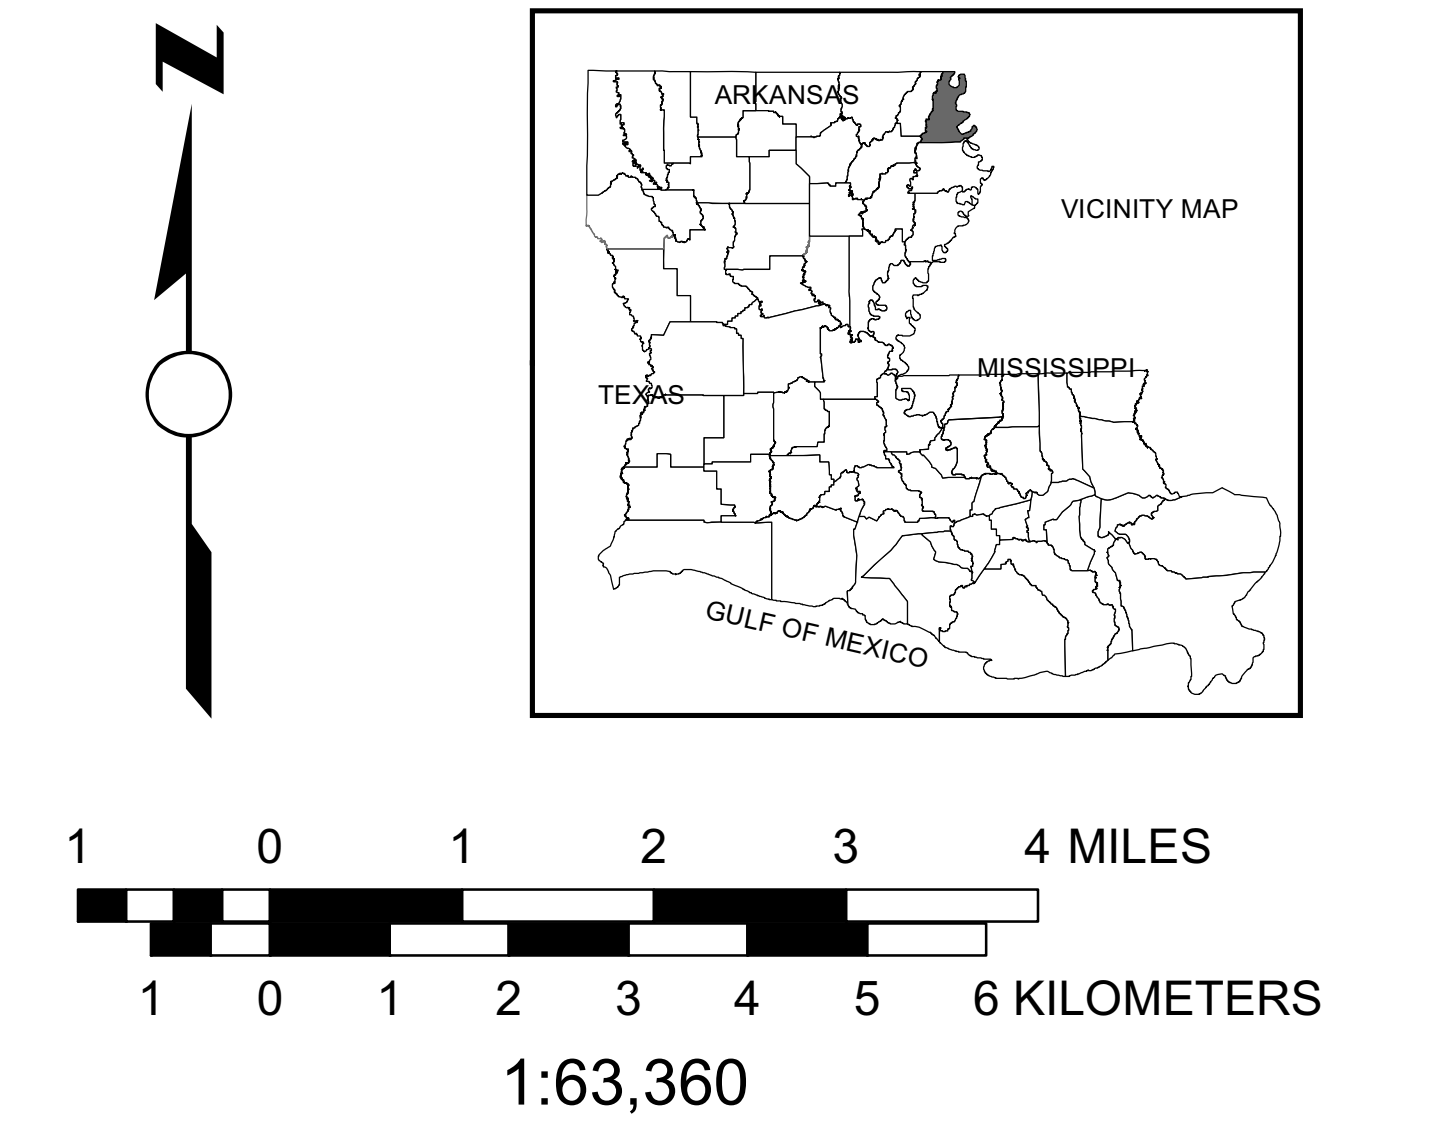 N
ARKANSAS
VICINITY MAP
MISSISSIPPI
TEXAS
GULF OF MEXICO
1 0 1 2 3 4 MILES
1 0 1 2 3 4 5 6 KILOMETERS
1:63,360